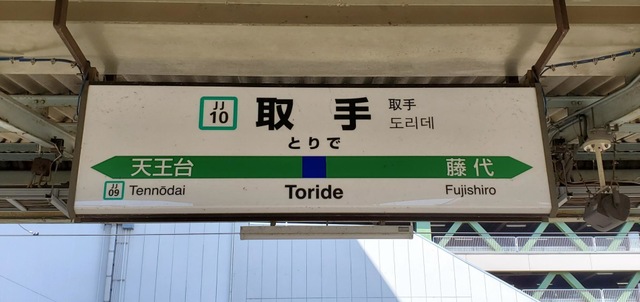 JJ
10
取手
取手
도리데
とりで
天王台
藤代
JJ
09
Tennōdai
Toride
Fujishiro